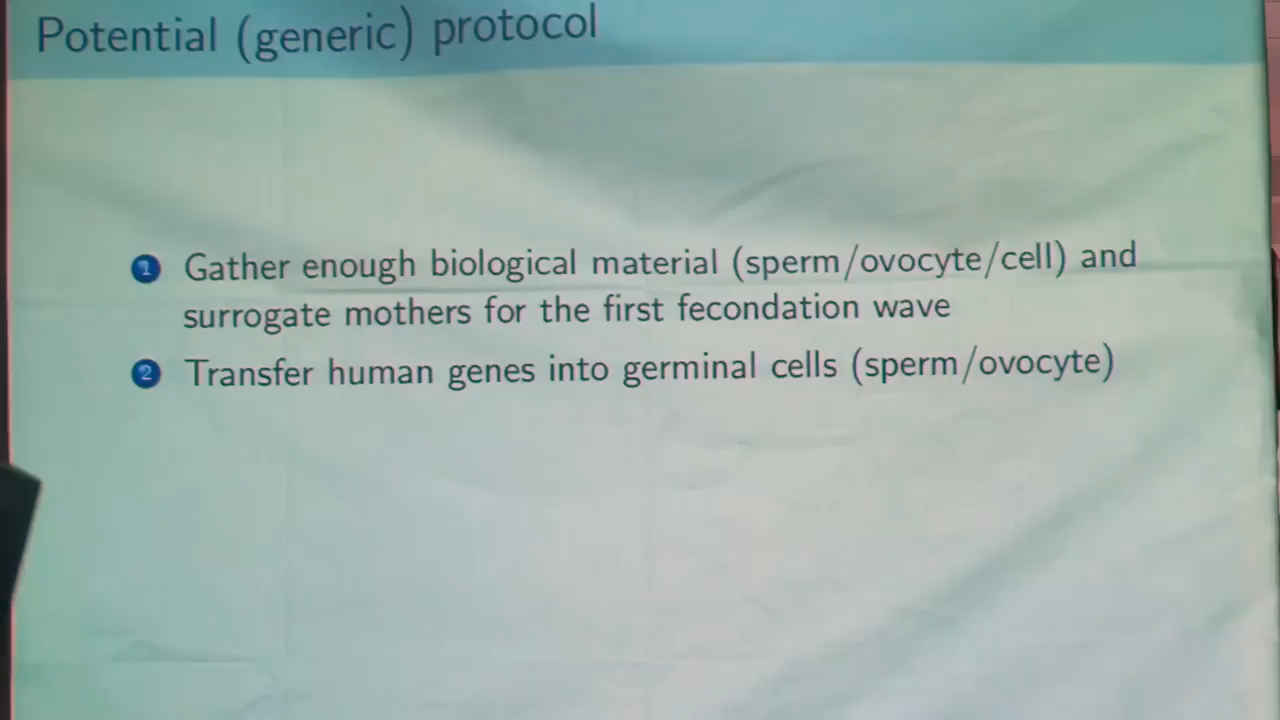 Potential (generic) protocol
1 Gather enough biological material (sperm/ovocyte/cell) and
surrogate mothers for the first fecondation wave
2 Transfer human genes into germinal cells (sperm/ovocyte)